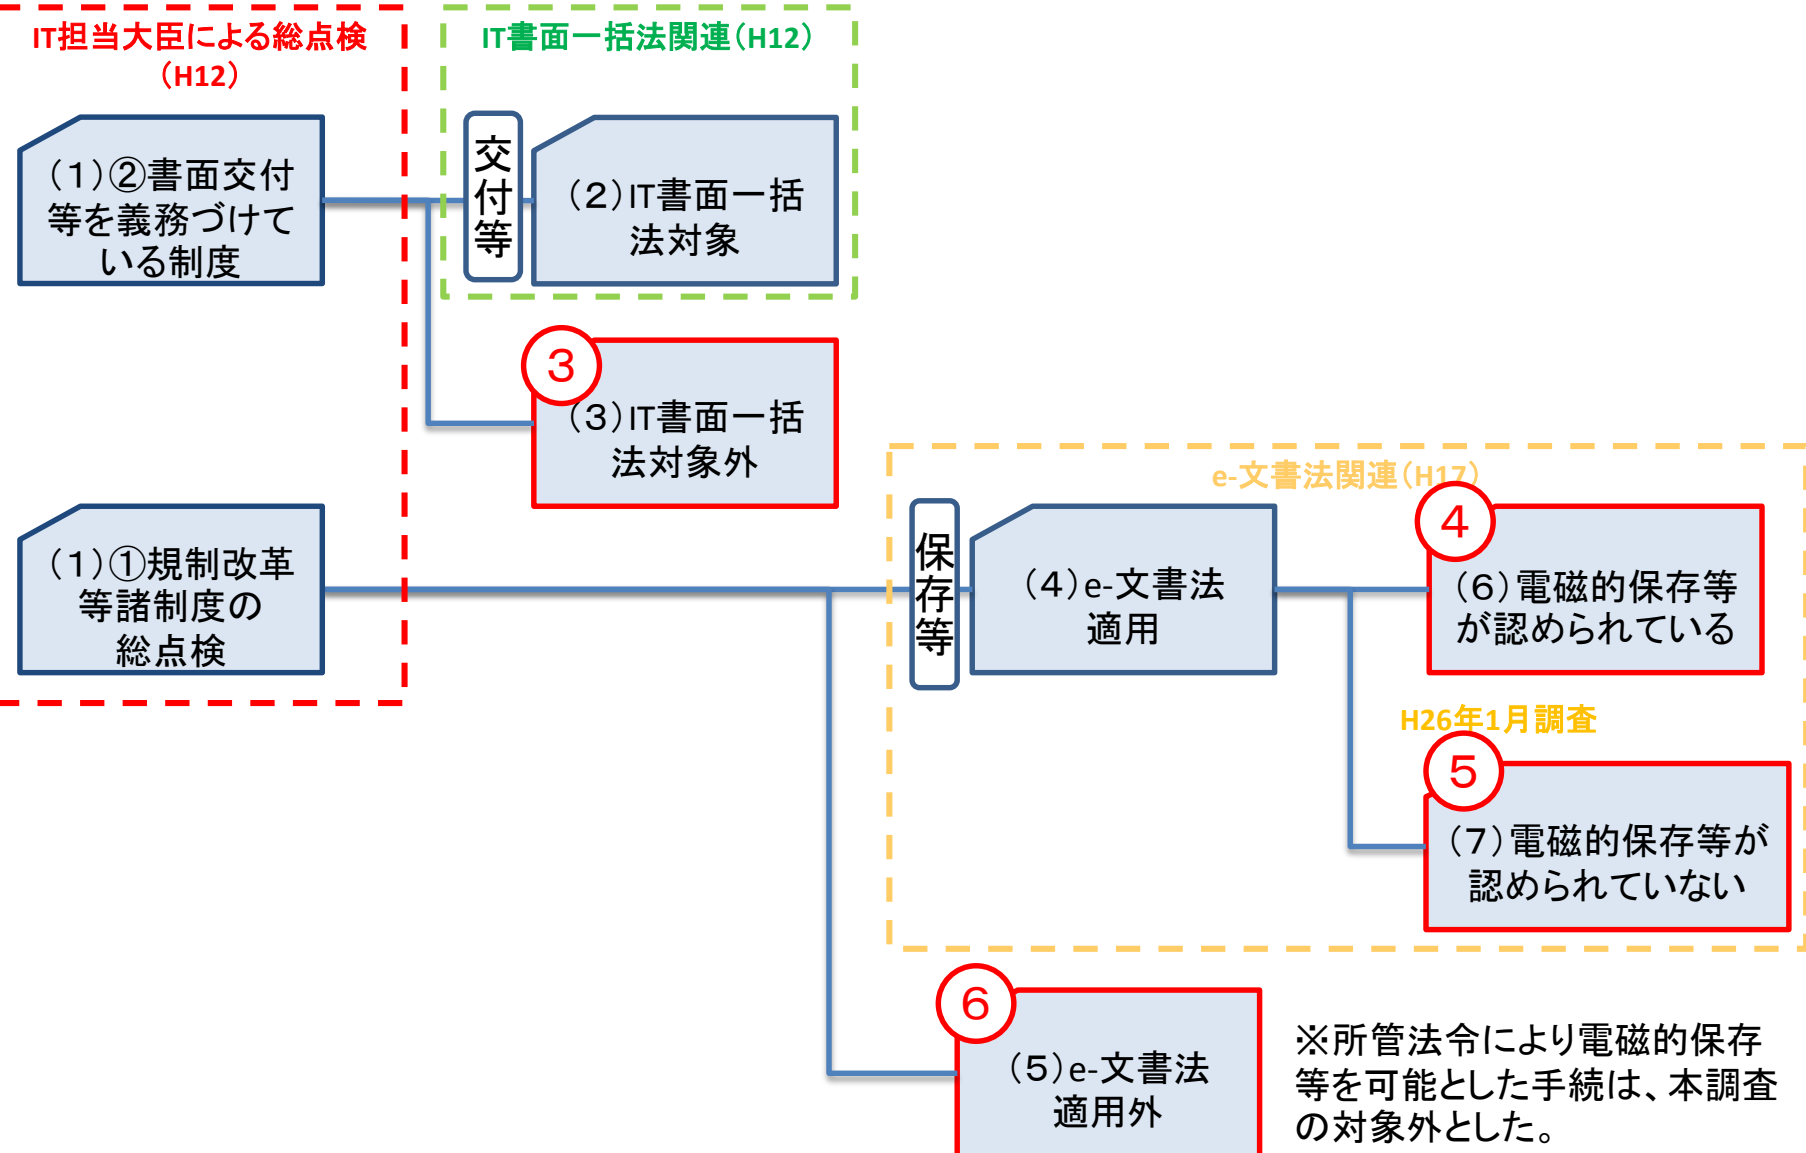 IT担当大臣による総点検
（H12）
IT書面一括法関連（H12）
（１）②書面交付
等を義務づけて
いる制度
交付等
（２）IT書面一括
法対象
３
（３）IT書面一括
法対象外
（１）①規制改革
等諸制度の
総点検
e-文書法関連（H17）
保存等
（４）e-文書法
適用
４
（６）電磁的保存等
が認められている
H26年1月調査
５
（７）電磁的保存等が
認められていない
６
（５）e-文書法
適用外
※所管法令により電磁的保存
等を可能とした手続は、本調査
の対象外とした。